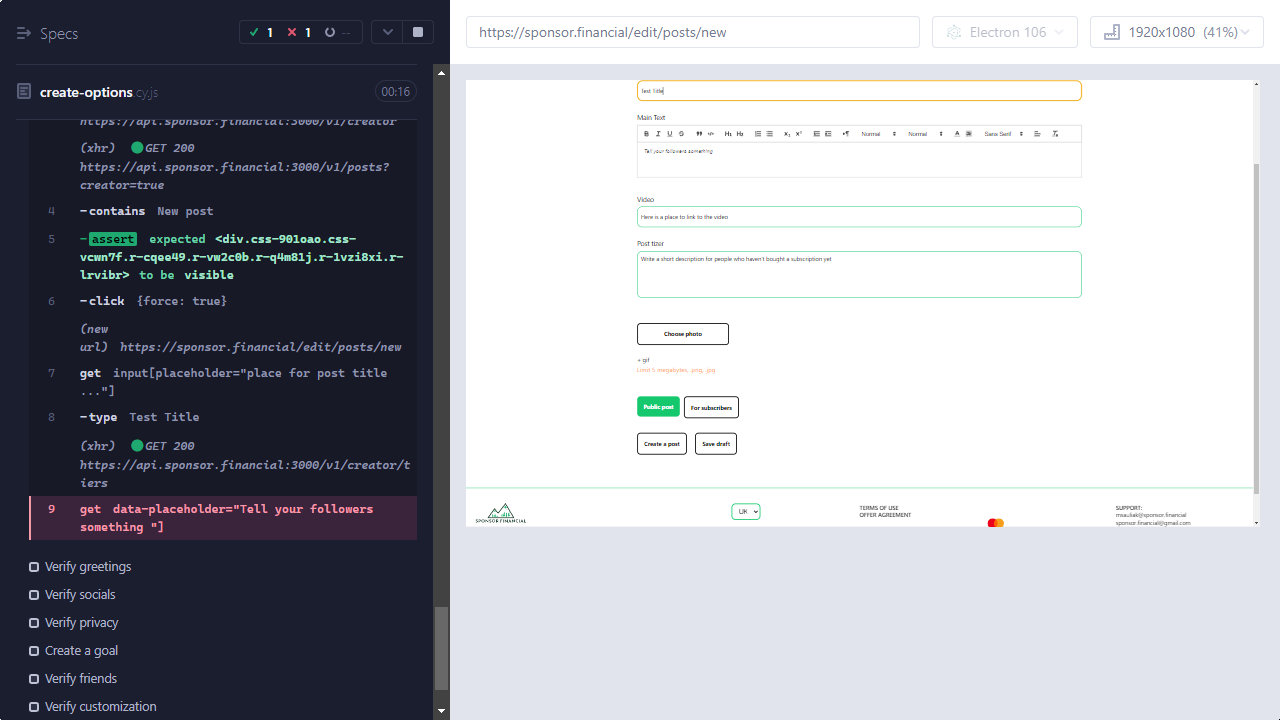 Specs
1 1 --
https://sponsor.financial/edit/posts/new
Electron 106
1920x1080 (41%)
create-options.cy.js
00:16
https://api.sponsor.financial:3000/v1/creator
(xhr) GET 200
https://api.sponsor.financial:3000/v1/posts?
creator=true
4 -contains New post
5 -assert expected <div.css-901oao.css-
vcwn7f.r-cqee49.r-vw2c0b.r-q4m81j.r-1vzi8xi.r-
lrvibr> to be visible
6 -click {force: true}
(new
url) https://sponsor.financial/edit/posts/new
7 get input[placeholder="place for post title
..."]
8 -type Test Title
(xhr) GET 200
https://api.sponsor.financial:3000/v1/creator/t
iers
9 get data-placeholder="Tell your followers
something "]
Verify greetings
Verify socials
Verify privacy
Create a goal
Verify friends
Verify customization
Test Title
Main Text
B I U S H1 H2 X₂ X² Normal Normal A Sans Serif
Tell your followers something
Video
Here is a place to link to the video
Post tizer
Write a short description for people who haven't bought a subscription yet
Choose photo
+ gif
Limit 5 megabytes, .png, .jpg
Public post
For subscribers
Create a post
Save draft
SPONSOR FINANCIAL
UK
TERMS OF USE
OFFER AGREEMENT
SUPPORT:
msauliak@sponsor.financial
sponsor.financial@gmail.com